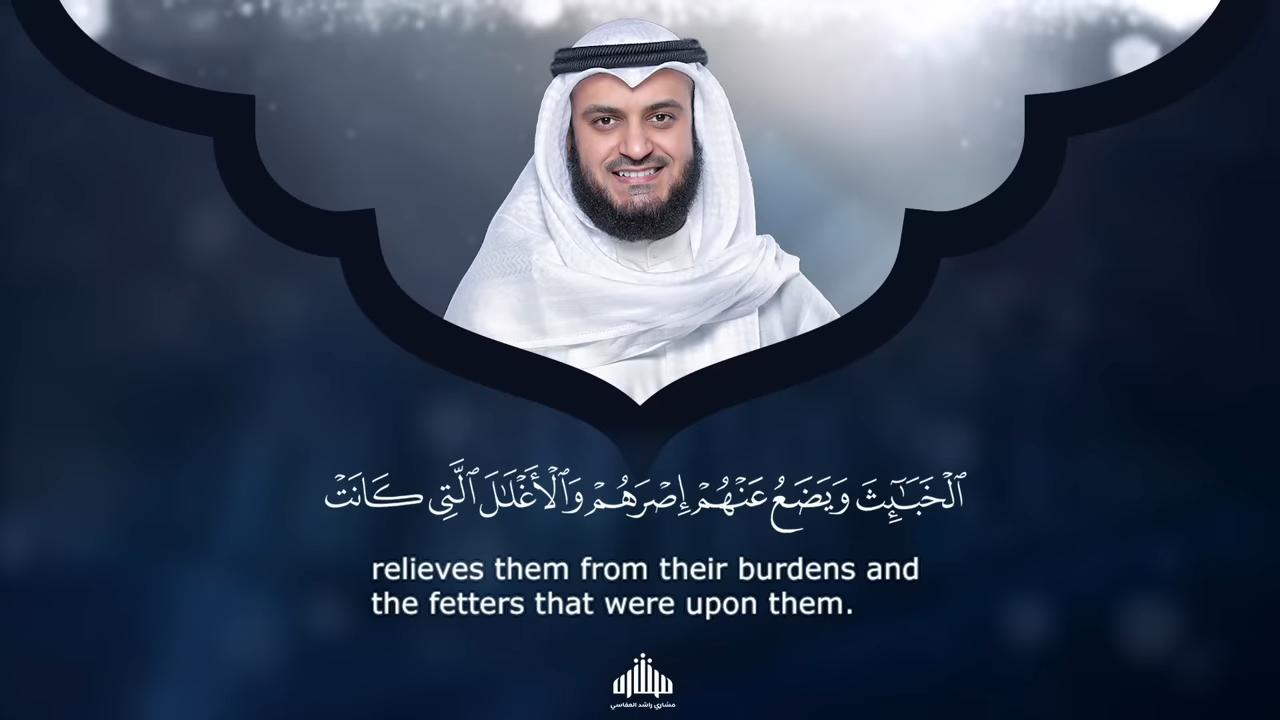 ٱلْخَبَـٰٓئِثَ وَيَضَعُ عَنْهُمْ إِصْرَهُمْ وَٱلْأَغْلَـٰلَ ٱلَّتِى كَانَتْ
relieves them from their burdens and
the fetters that were upon them.
مشاري راشد العفاسي